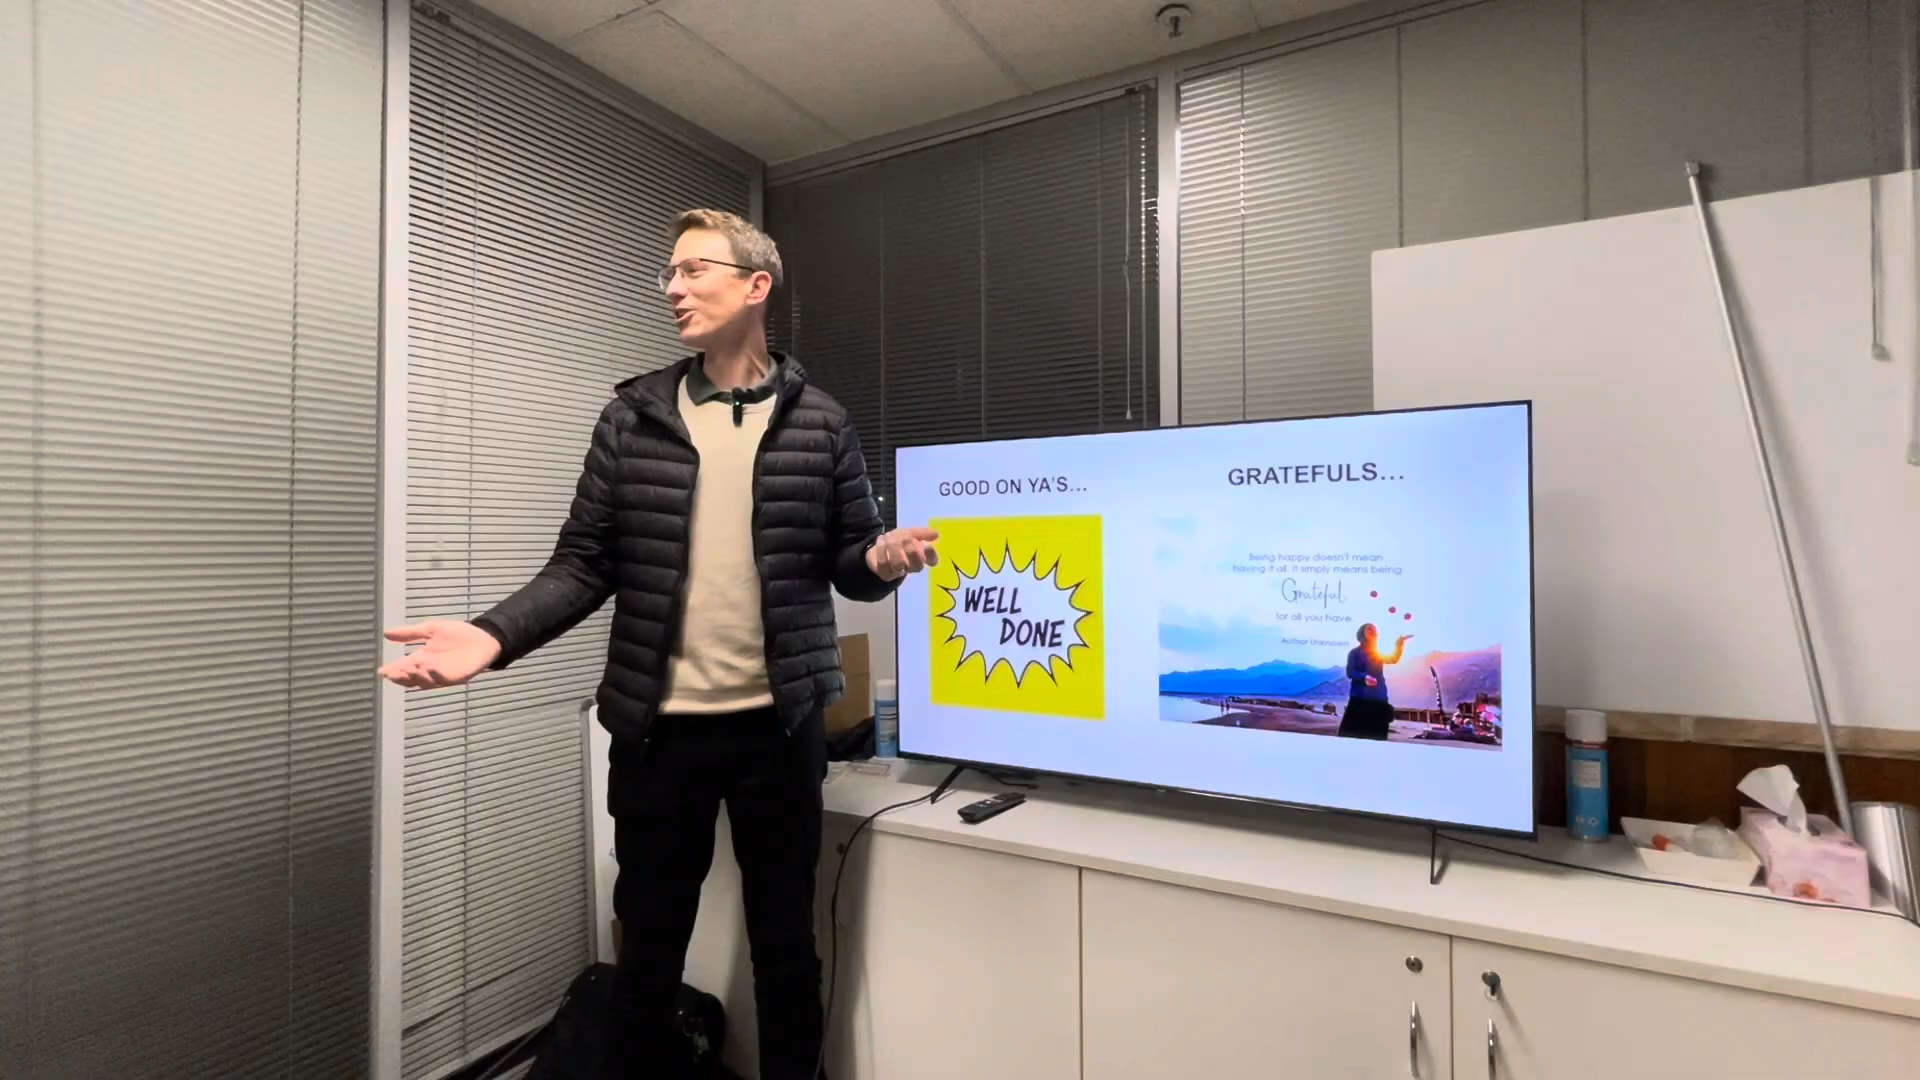 GOOD ON YA'S...
WELL
DONE
GRATEFULS...
Being happy doesn't mean
having it all. It simply means being
Grateful
for all you have.
Author Unknown